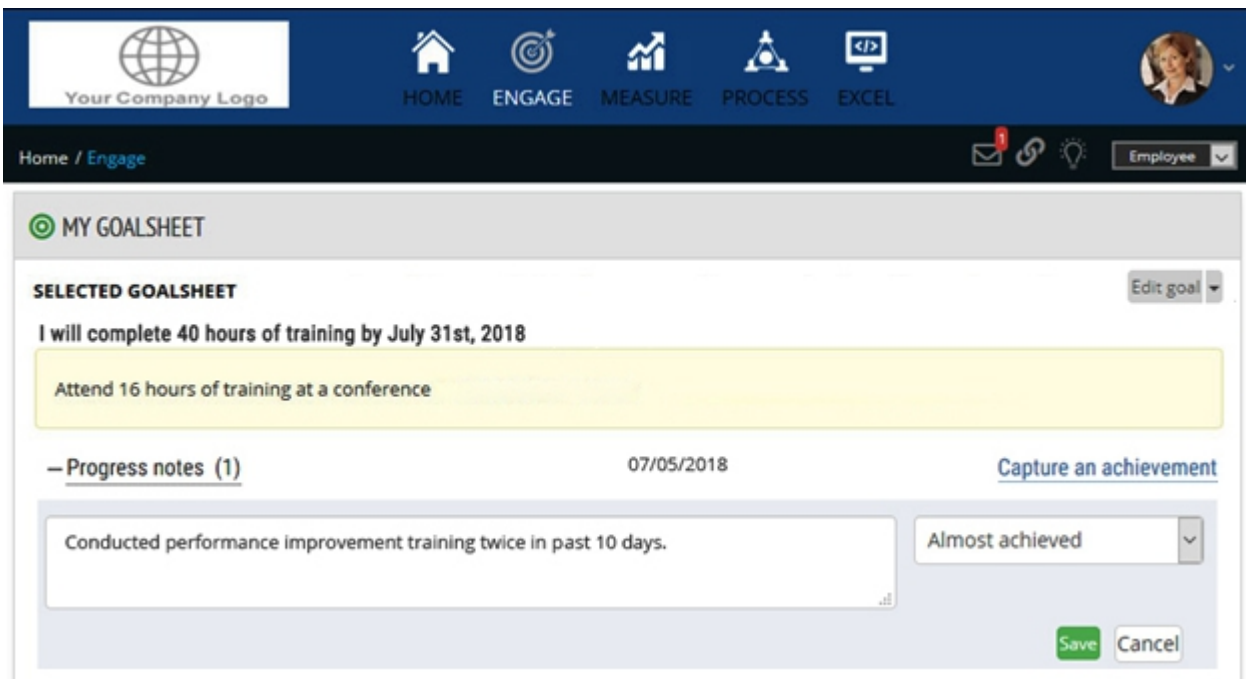 Your Company Logo
HOME ENGAGE MEASURE PROCESS EXCEL
Home / Engage
1
Employee
MY GOALSHEET
SELECTED GOALSHEET
Edit goal
I will complete 40 hours of training by July 31st, 2018
Attend 16 hours of training at a conference
– Progress notes (1) 07/05/2018 Capture an achievement
Conducted performance improvement training twice in past 10 days.
Almost achieved
Save Cancel